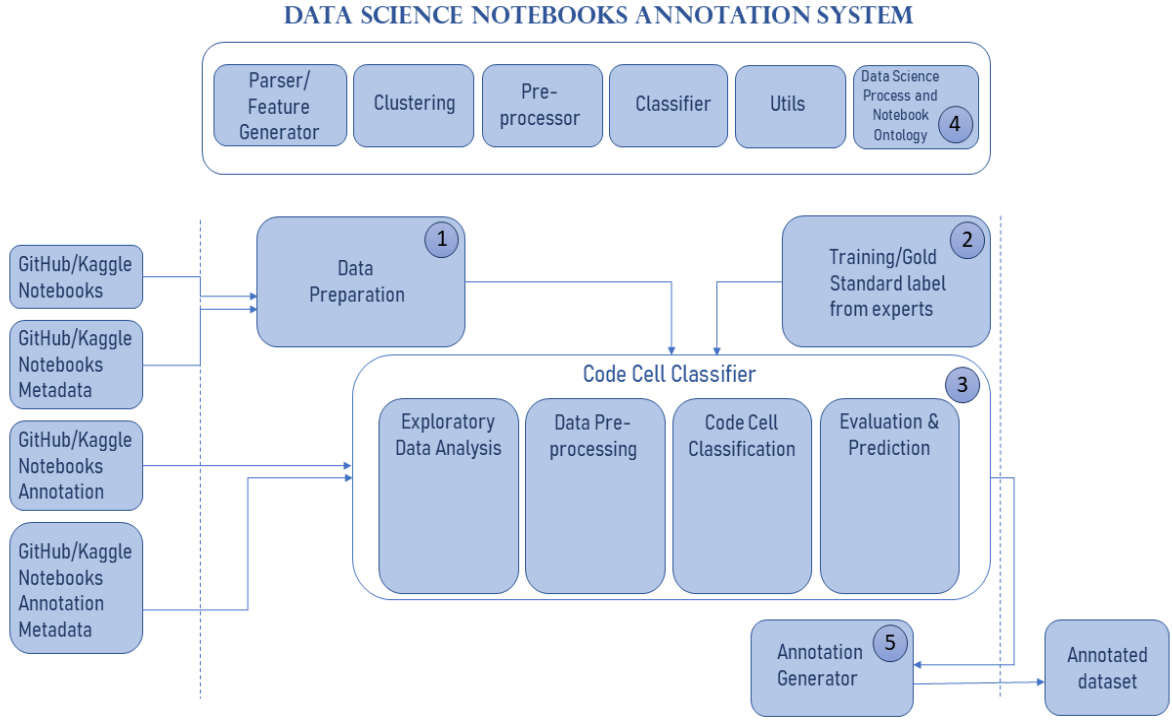 DATA SCIENCE NOTEBOOKS ANNOTATION SYSTEM
Parser/
Feature
Generator
Clustering
Pre-
processor
Classifier
Utils
Data Science
Process and
Notebook
Ontology
4
GitHub/Kaggle
Notebooks
GitHub/Kaggle
Notebooks
Metadata
GitHub/Kaggle
Notebooks
Annotation
GitHub/Kaggle
Notebooks
Annotation
Metadata
1
Data
Preparation
2
Training/Gold
Standard label
from experts
Code Cell Classifier
3
Exploratory
Data Analysis
Data Pre-
processing
Code Cell
Classification
Evaluation &
Prediction
5
Annotation
Generator
Annotated
dataset